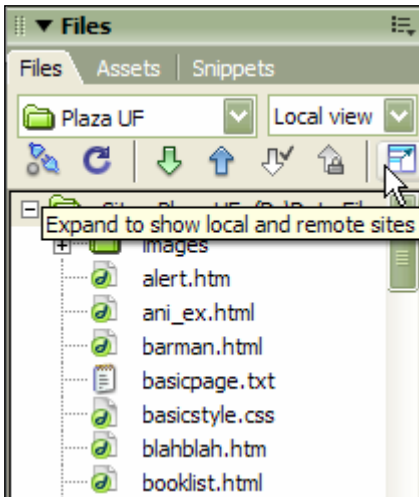 Files
Files Assets Snippets
Plaza UF Local view
Expand to show local and remote sites
images
alert.htm
ani_ex.html
barman.html
basicpage.txt
basicstyle.css
blahblah.htm
booklist.html